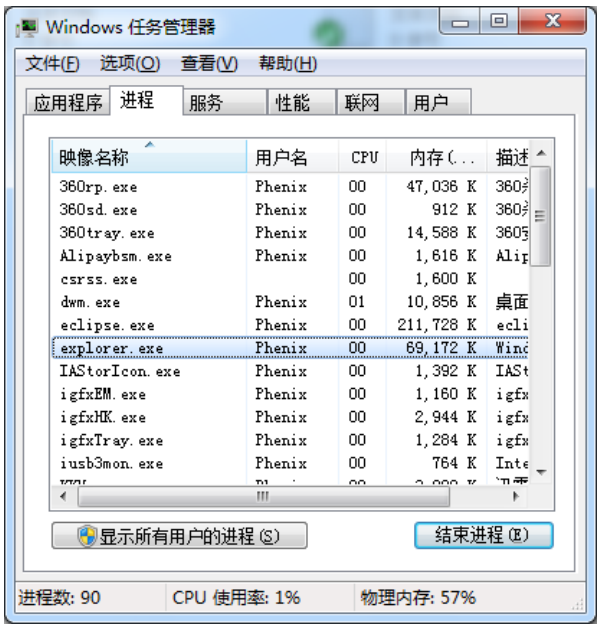 Windows 任务管理器
文件(F) 选项(O) 查看(V) 帮助(H)
应用程序 进程 服务 性能 联网 用户
映像名称 用户名 CPU 内存(... 描述
360rp.exe Phenix 00 47,036 K 360
360sd.exe Phenix 00 912 K 360
360tray.exe Phenix 00 14,588 K 360
Alipaybsm.exe Phenix 00 1,616 K Alip
csrss.exe 00 1,600 K
dwm.exe Phenix 01 10,856 K 桌面
eclipse.exe Phenix 00 211,728 K ecli
explorer.exe Phenix 00 69,172 K Wind
IAStorIcon.exe Phenix 00 1,392 K IASt
igfxEM.exe Phenix 00 1,160 K igfx
igfxHK.exe Phenix 00 2,944 K igfx
igfxTray.exe Phenix 00 1,284 K igfx
iusb3mon.exe Phenix 00 764 K Inte
显示所有用户的进程(S) 结束进程(E)
进程数: 90 CPU 使用率: 1% 物理内存: 57%